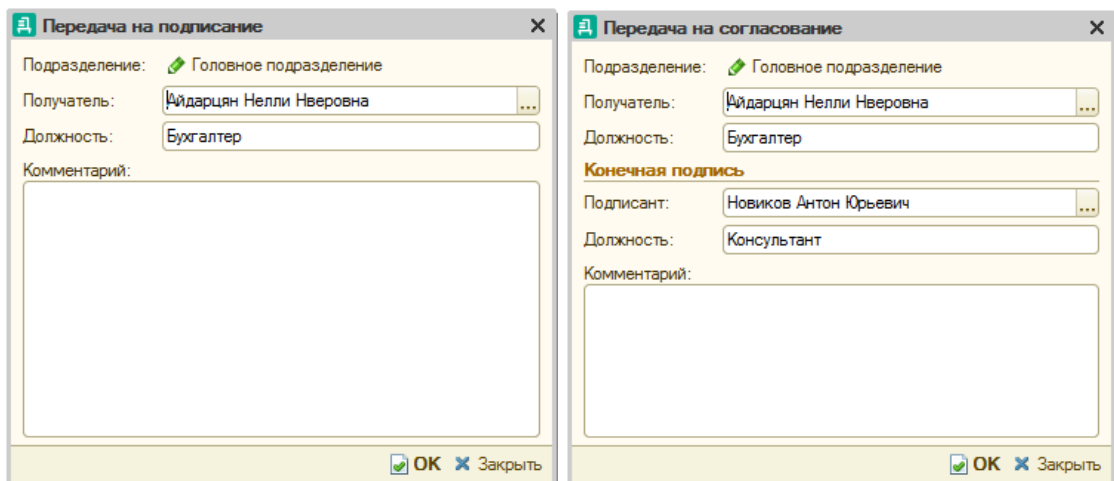 Передача на подписание
Подразделение: Головное подразделение
Получатель: Айдарцян Нелли Нверовна ...
Должность: Бухгалтер
Комментарий:
OK Закрыть
Передача на согласование
Подразделение: Головное подразделение
Получатель: Айдарцян Нелли Нверовна ...
Должность: Бухгалтер
Конечная подпись
Подписант: Новиков Антон Юрьевич ...
Должность: Консультант
Комментарий:
OK Закрыть